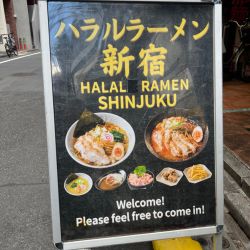 ハラルラーメン
新宿
HALAL RAMEN
SHINJUKU
Welcome!
Please feel free to come in!